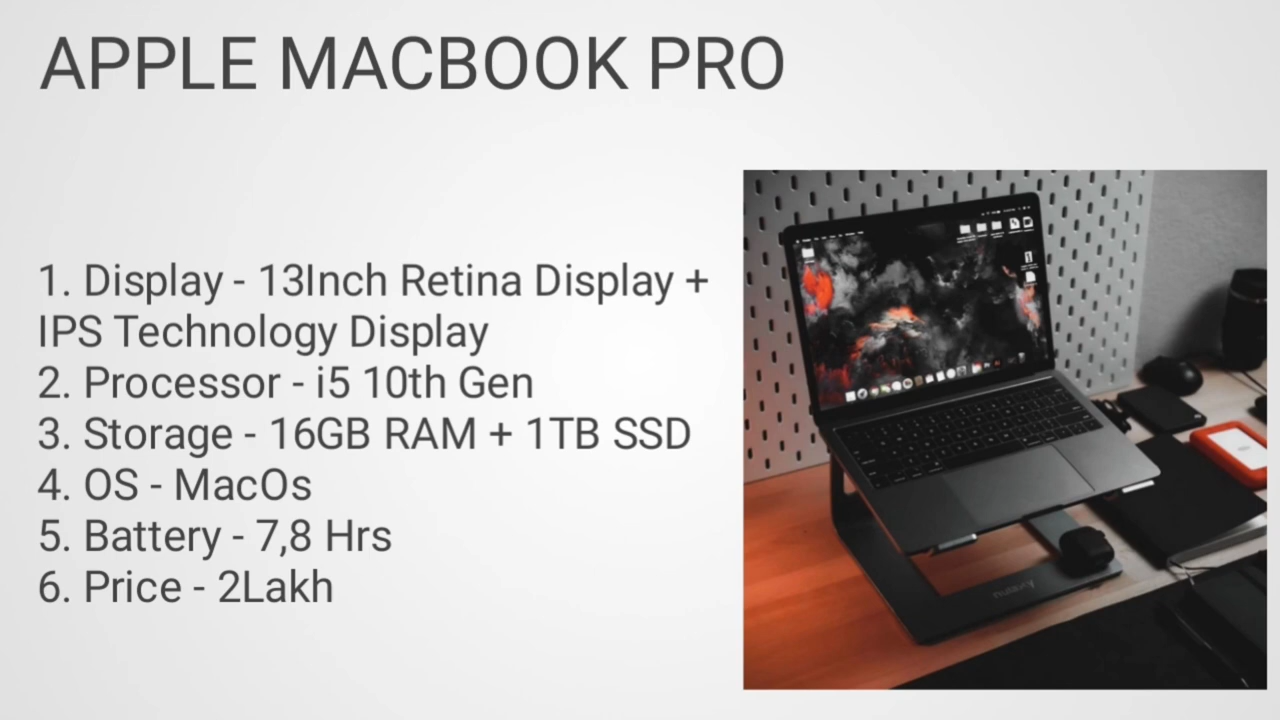 APPLE MACBOOK PRO
1. Display - 13Inch Retina Display +
IPS Technology Display
2. Processor - i5 10th Gen
3. Storage - 16GB RAM + 1TB SSD
4. OS - MacOs
5. Battery - 7,8 Hrs
6. Price - 2Lakh